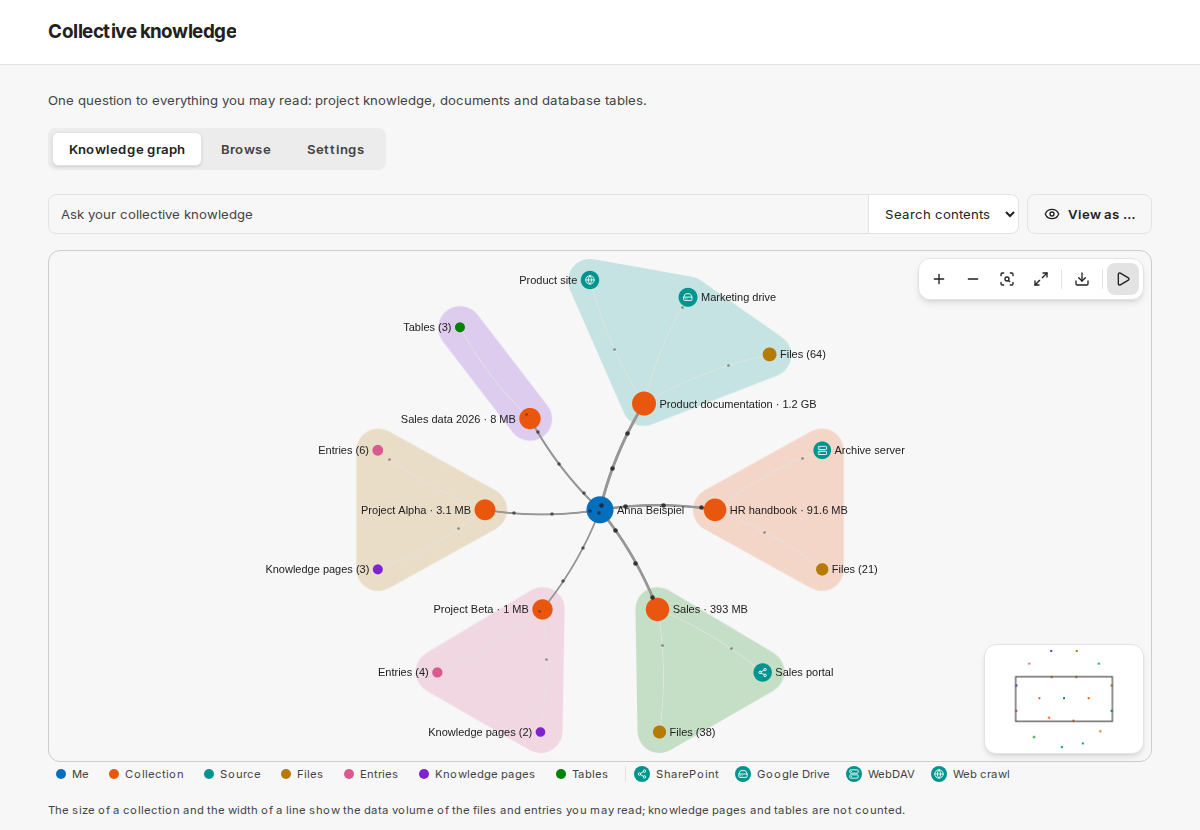 Collective knowledge
One question to everything you may read: project knowledge, documents and database tables.
Knowledge graph Browse Settings
Ask your collective knowledge Search contents View as ...
Product site
Marketing drive
Tables (3)
Files (64)
Product documentation · 1.2 GB
Sales data 2026 · 8 MB
Entries (6)
Archive server
Project Alpha · 3.1 MB
Anna Beispiel
HR handbook · 91.6 MB
Knowledge pages (3)
Files (21)
Project Beta · 1 MB
Sales · 393 MB
Entries (4)
Sales portal
Knowledge pages (2)
Files (38)
Me Collection Source Files Entries Knowledge pages Tables SharePoint Google Drive WebDAV Web crawl
The size of a collection and the width of a line show the data volume of the files and entries you may read; knowledge pages and tables are not counted.